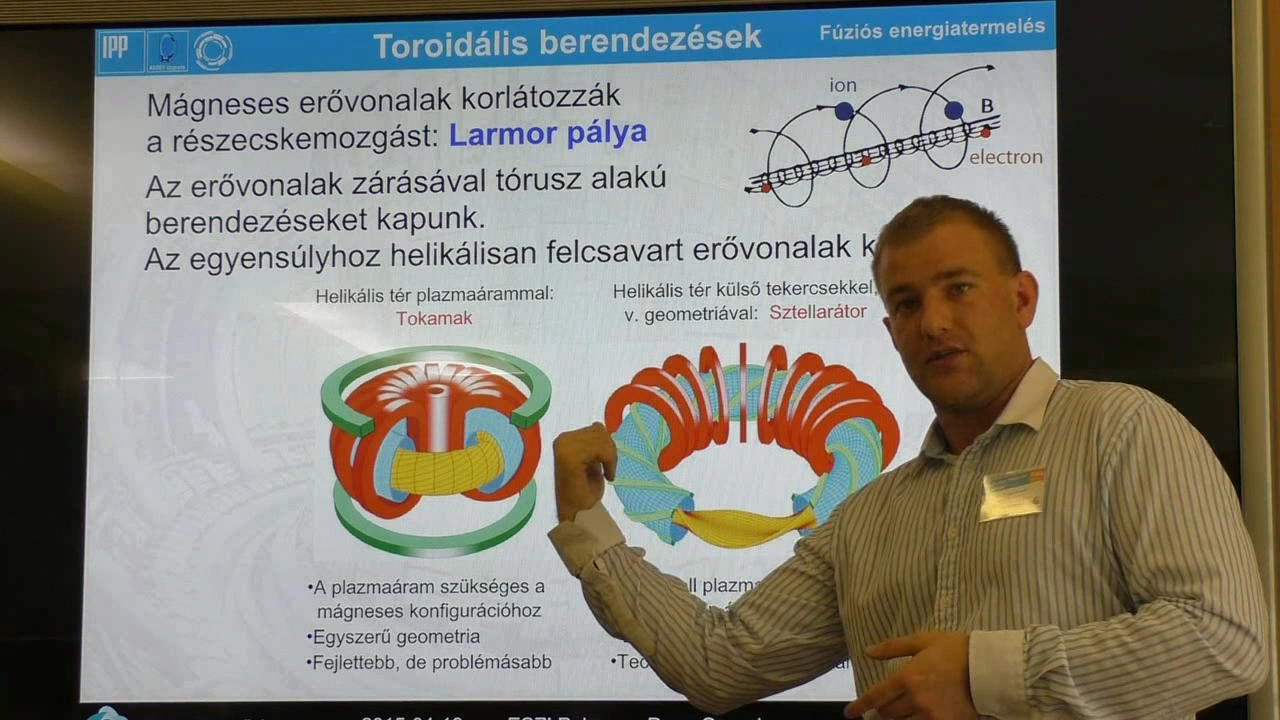 IPP
Toroidális berendezések
Fúziós energiatermelés
Mágneses erővonalak korlátozzák
a részecskemozgást: Larmor pálya
ion
B
electron
Az erővonalak zárásával tórusz alakú
berendezéseket kapunk.
Az egyensúlyhoz helikálisan felcsavart erővonalak k
Helikális tér plazmaárammal:
Tokamak
Helikális tér külső tekercsekkel,
v. geometriával: Sztellarátor
•A plazmaáram szükséges a
mágneses konfigurációhoz
•Egyszerű geometria
•Fejlettebb, de problémásabb